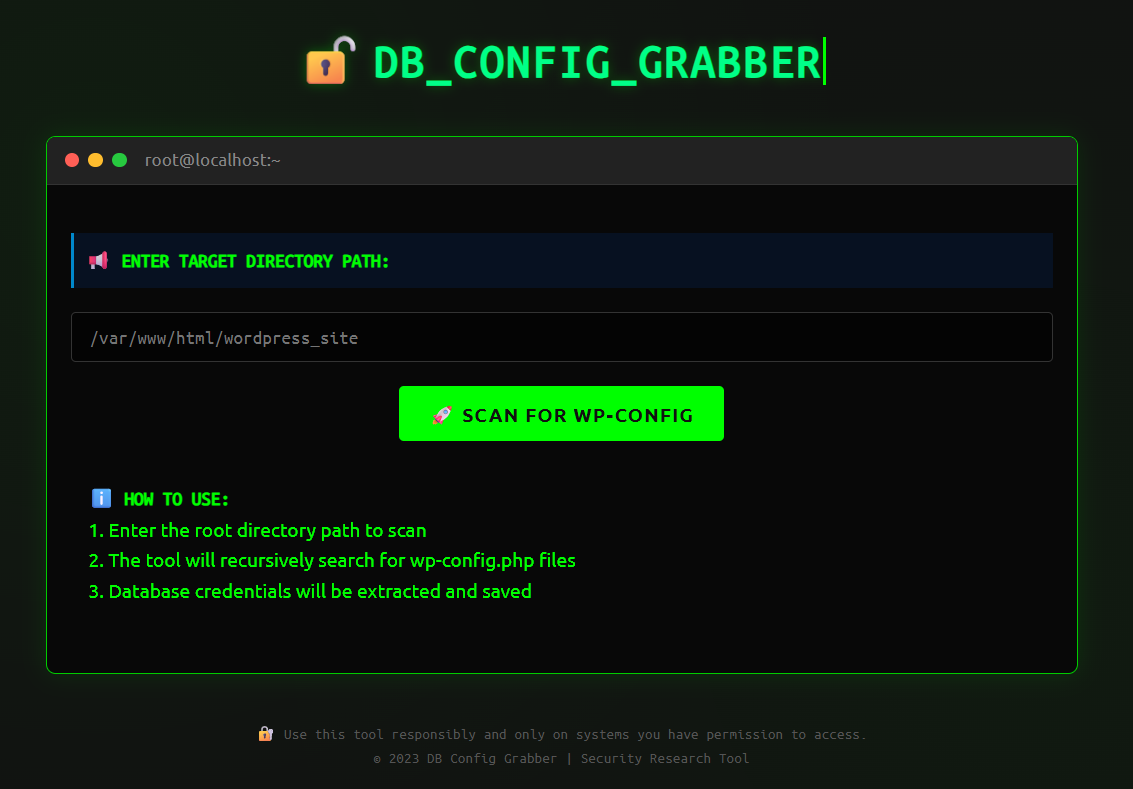 DB_CONFIG_GRABBER
root@localhost:~
ENTER TARGET DIRECTORY PATH:
/var/www/html/wordpress_site
SCAN FOR WP-CONFIG
HOW TO USE:
1. Enter the root directory path to scan
2. The tool will recursively search for wp-config.php files
3. Database credentials will be extracted and saved
Use this tool responsibly and only on systems you have permission to access.
© 2023 DB Config Grabber | Security Research Tool